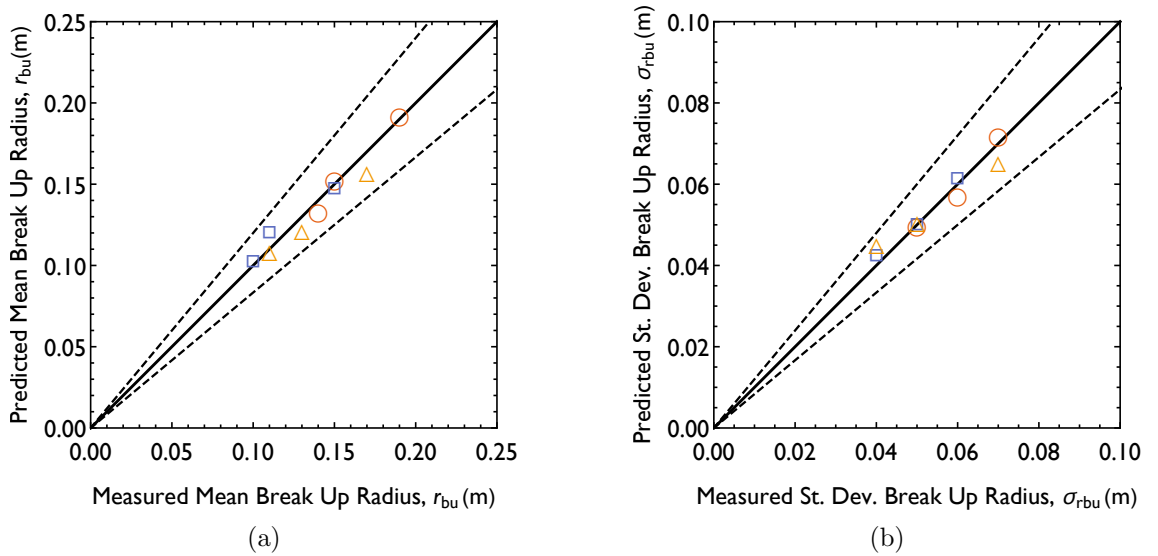 Predicted Mean Break Up Radius, r_bu (m)
0.25
0.20
0.15
0.10
0.05
0.00
0.00 0.05 0.10 0.15 0.20 0.25
Measured Mean Break Up Radius, r_bu (m)
(a)
Predicted St. Dev. Break Up Radius, σ_rbu (m)
0.10
0.08
0.06
0.04
0.02
0.00
0.00 0.02 0.04 0.06 0.08 0.10
Measured St. Dev. Break Up Radius, σ_rbu (m)
(b)